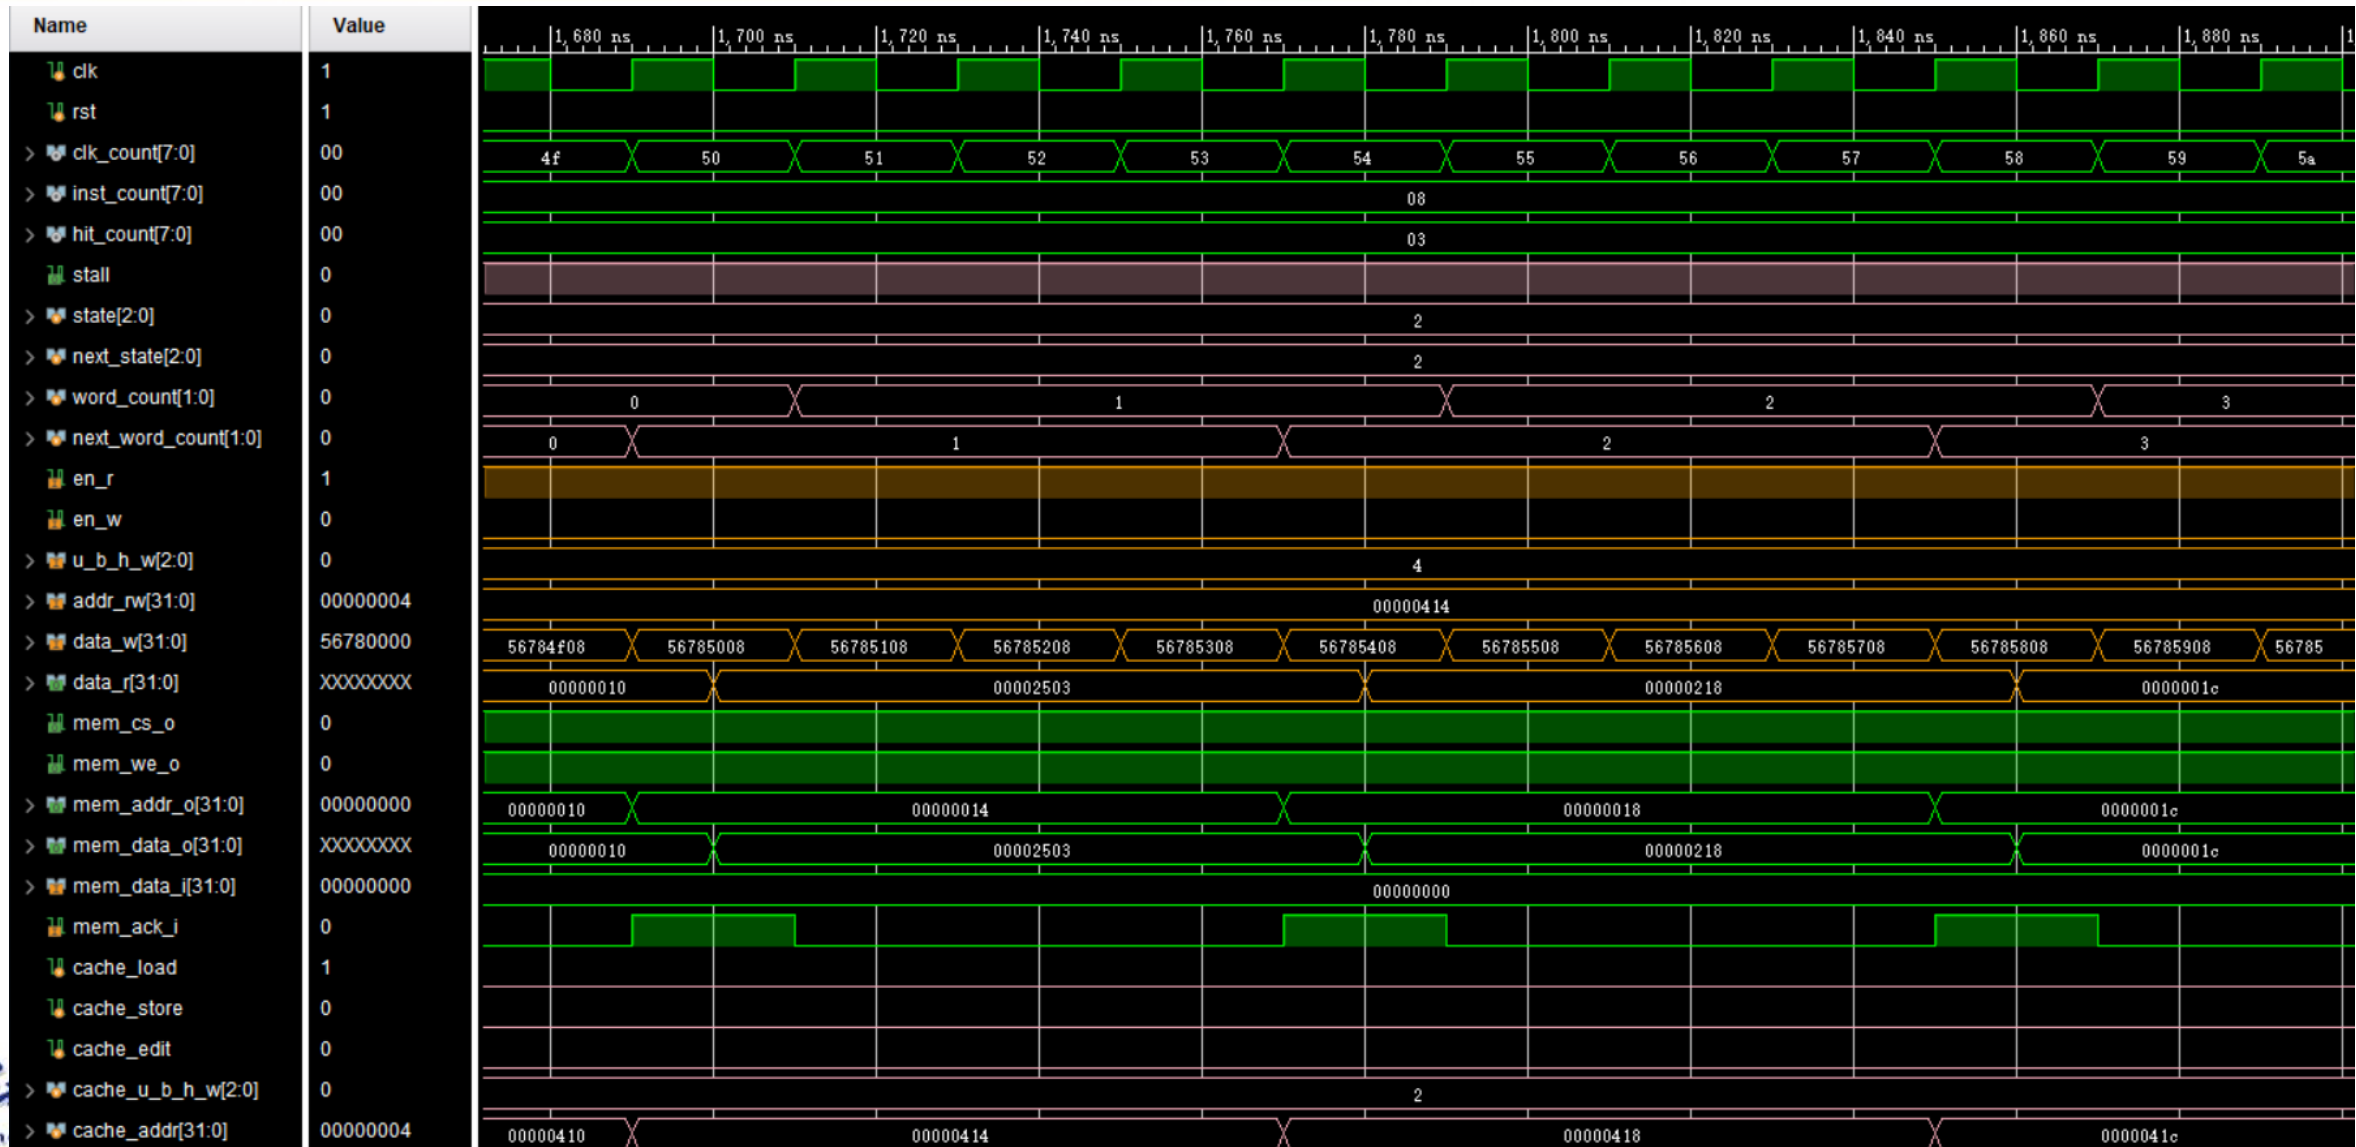 Name Value 1,680 ns 1,700 ns 1,720 ns 1,740 ns 1,760 ns 1,780 ns 1,800 ns 1,820 ns 1,840 ns 1,860 ns 1,880 ns 1
clk 1
rst 1
clk_count[7:0] 00 4f 50 51 52 53 54 55 56 57 58 59 5a
inst_count[7:0] 00 08
hit_count[7:0] 00 03
stall 0
state[2:0] 0 2
next_state[2:0] 0 2
word_count[1:0] 0 0 1 2 3
next_word_count[1:0] 0 0 1 2 3
en_r 1
en_w 0
u_b_h_w[2:0] 0 4
addr_rw[31:0] 00000004 00000414
data_w[31:0] 56780000 56784f08 56785008 56785108 56785208 56785308 56785408 56785508 56785608 56785708 56785808 56785908 56785
data_r[31:0] XXXXXXXX 00000010 00002503 00000218 0000001c
mem_cs_o 0
mem_we_o 0
mem_addr_o[31:0] 00000000 00000010 00000014 00000018 0000001c
mem_data_o[31:0] XXXXXXXX 00000010 00002503 00000218 0000001c
mem_data_i[31:0] 00000000 00000000
mem_ack_i 0
cache_load 1
cache_store 0
cache_edit 0
cache_u_b_h_w[2:0] 0 2
cache_addr[31:0] 00000004 00000410 00000414 00000418 0000041c